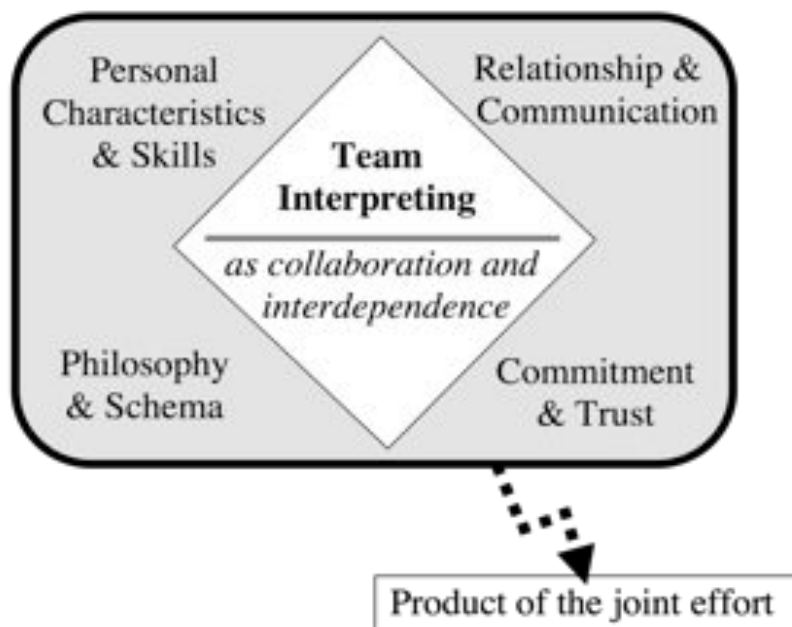 Personal
Characteristics
& Skills
Relationship &
Communication
Team
Interpreting
as collaboration and
interdependence
Philosophy
& Schema
Commitment
& Trust
Product of the joint effort